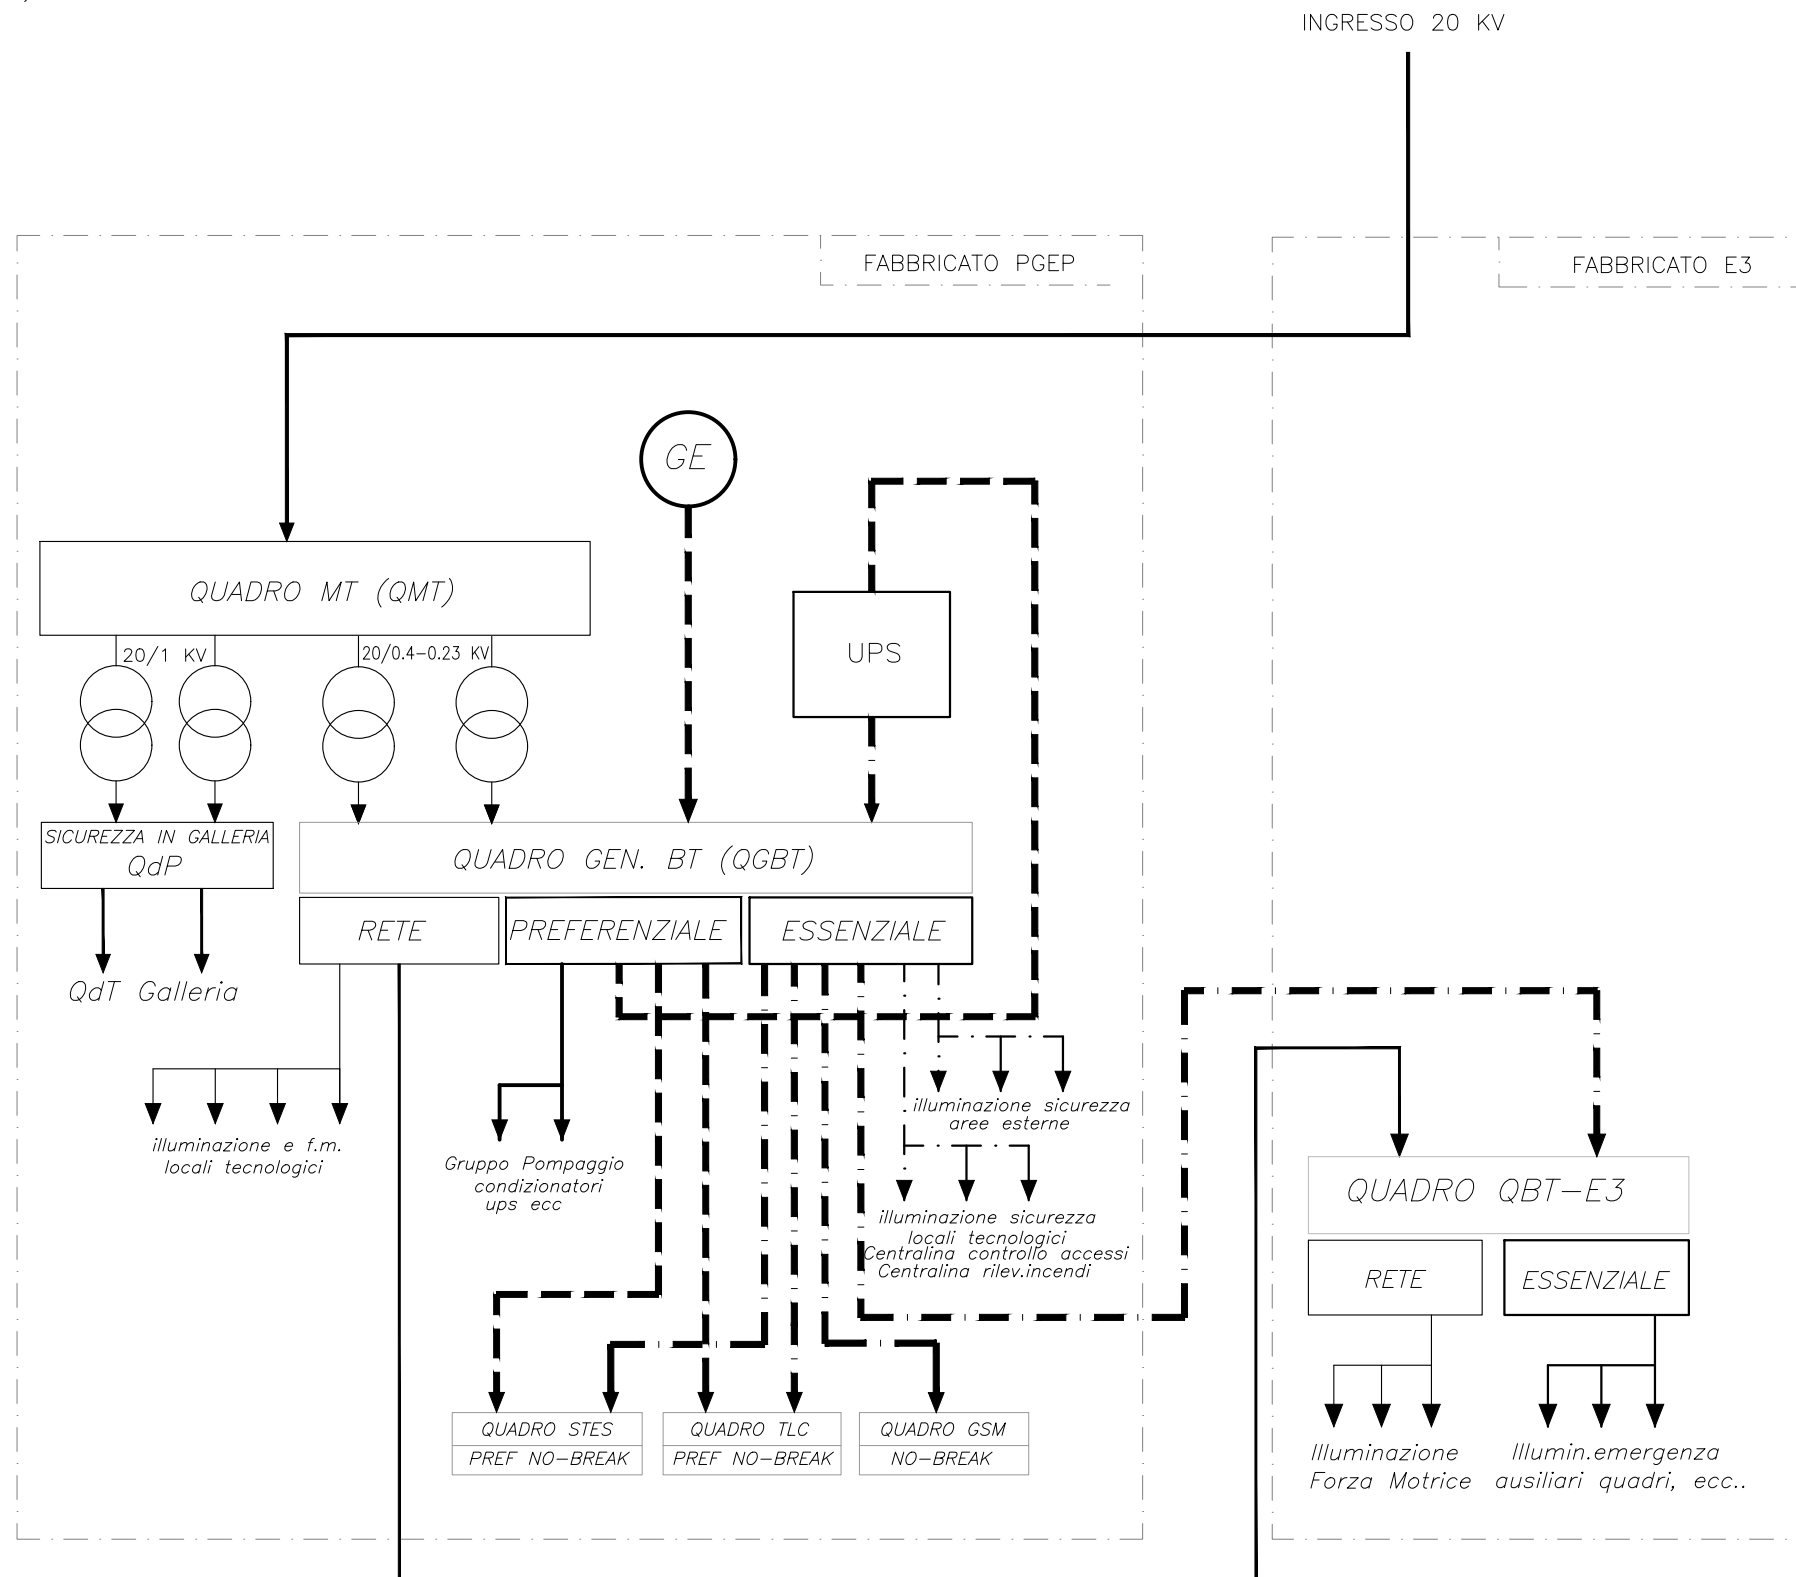 INGRESSO 20 KV
FABBRICATO PGEP
FABBRICATO E3
GE
QUADRO MT (QMT)
20/1 KV
20/0.4-0.23 KV
UPS
SICUREZZA IN GALLERIA
QdP
QUADRO GEN. BT (QGBT)
RETE
PREFERENZIALE
ESSENZIALE
QdT Galleria
illuminazione e f.m.
locali tecnologici
Gruppo Pompaggio
condizionatori
ups ecc
illuminazione sicurezza
aree esterne
illuminazione sicurezza
locali tecnologici
Centralina controllo accessi
Centralina rilev.incendi
QUADRO QBT-E3
RETE
ESSENZIALE
QUADRO STES
PREF NO-BREAK
QUADRO TLC
PREF NO-BREAK
QUADRO GSM
NO-BREAK
Illuminazione
Forza Motrice
Illumin.emergenza
ausiliari quadri, ecc..